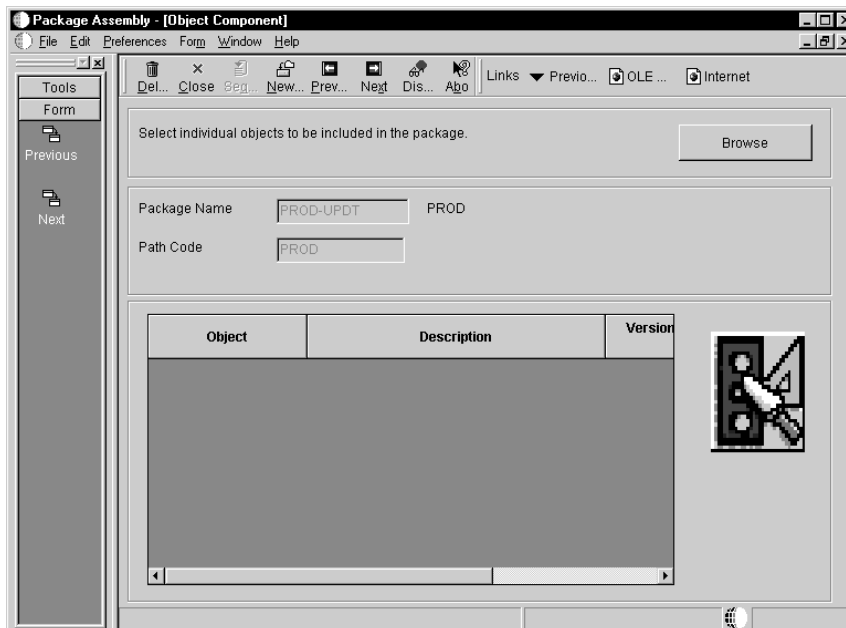 Package Assembly - [Object Component]
File Edit Preferences Form Window Help
Tools
Form
Previous
Next
Del... Close Seq... New... Prev... Next Dis... Abo Links Previo... OLE ... Internet
Select individual objects to be included in the package.
Browse
Package Name PROD-UPDT PROD
Path Code PROD
Object Description Version